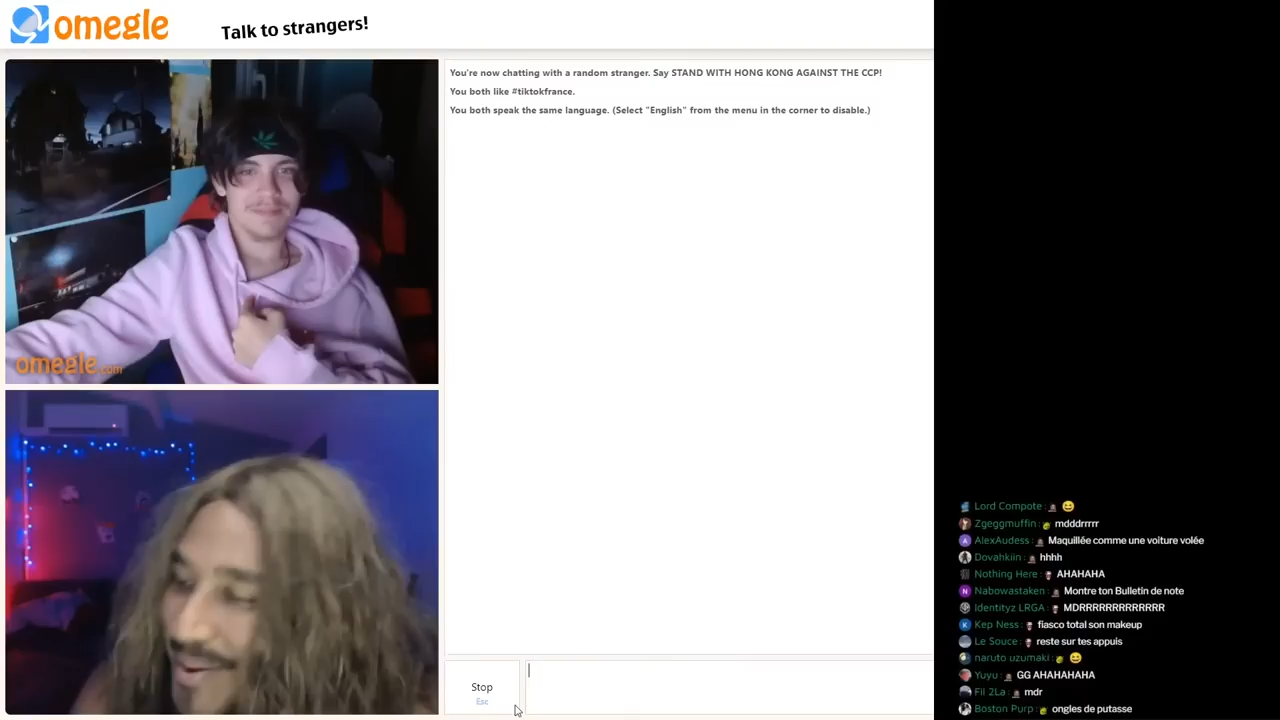 omegle
Talk to strangers!
You're now chatting with a random stranger. Say STAND WITH HONG KONG AGAINST THE CCP!
You both like #tiktokfrance.
You both speak the same language. (Select "English" from the menu in the corner to disable.)
omegle.com
Stop
Esc
Lord Compote :
Zgeggmuffin : mdddrrrrr
AlexAudess : Maquillée comme une voiture volée
Dovahkiin : hhhh
Nothing Here : AHAHAHA
Nabowastaken : Montre ton Bulletin de note
Identityz LRGA : MDRRRRRRRRRRRRR
Kep Ness : fiasco total son makeup
Le Souce : reste sur tes appuis
naruto uzumaki :
Yuyu : GG AHAHAHAHA
Fil 2La : mdr
Boston Purp : ongles de putasse